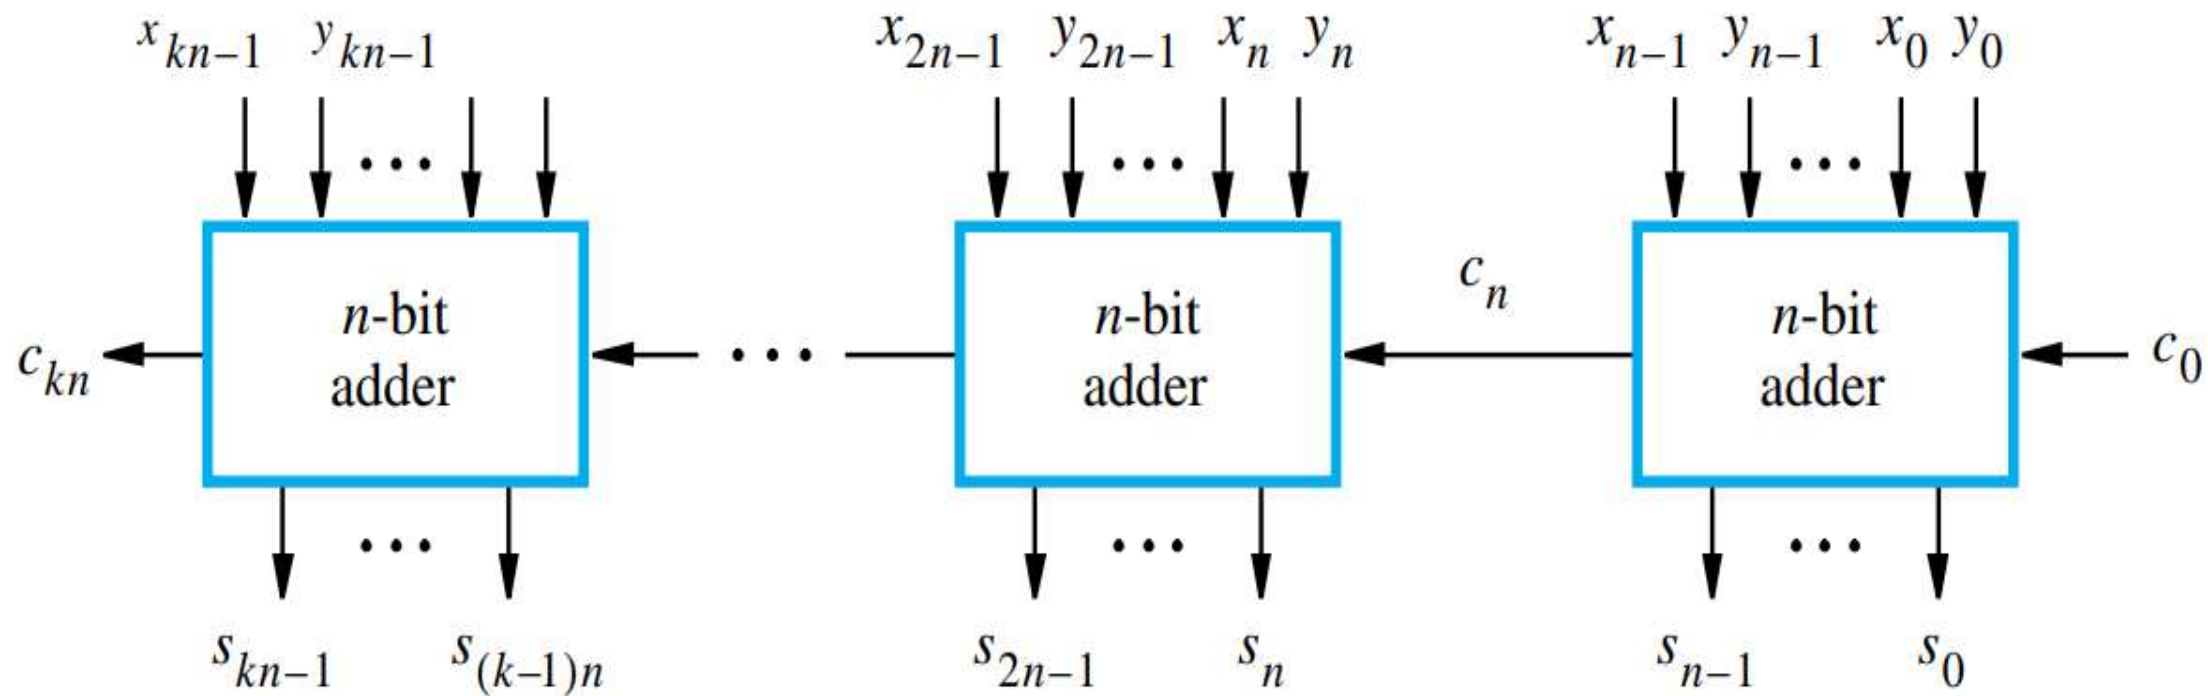 x_{kn−1} y_{kn−1} x_{2n−1} y_{2n−1} x_n y_n x_{n−1} y_{n−1} x_0 y_0
... ... ...
c_{kn} n-bit adder ... n-bit adder c_n n-bit adder c_0
... ... ...
s_{kn−1} s_{(k−1)n} s_{2n−1} s_n s_{n−1} s_0